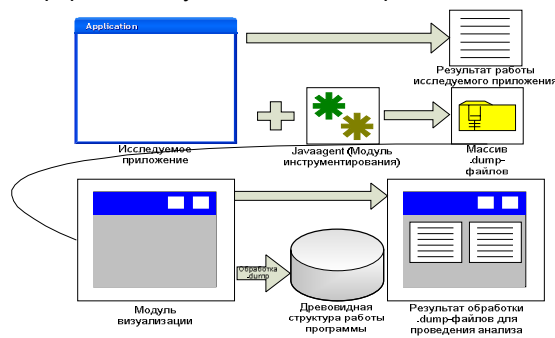 Application
Результат работы
исследуемого приложения
Исследуемое
приложение
Javaagent (Модуль
инструментирования)
Массив
.dump-
файлов
Обработка
.dump
Модуль
визуализации
Древовидная
структура работы
программы
Результат обработки
.dump-файлов для
проведения анализа